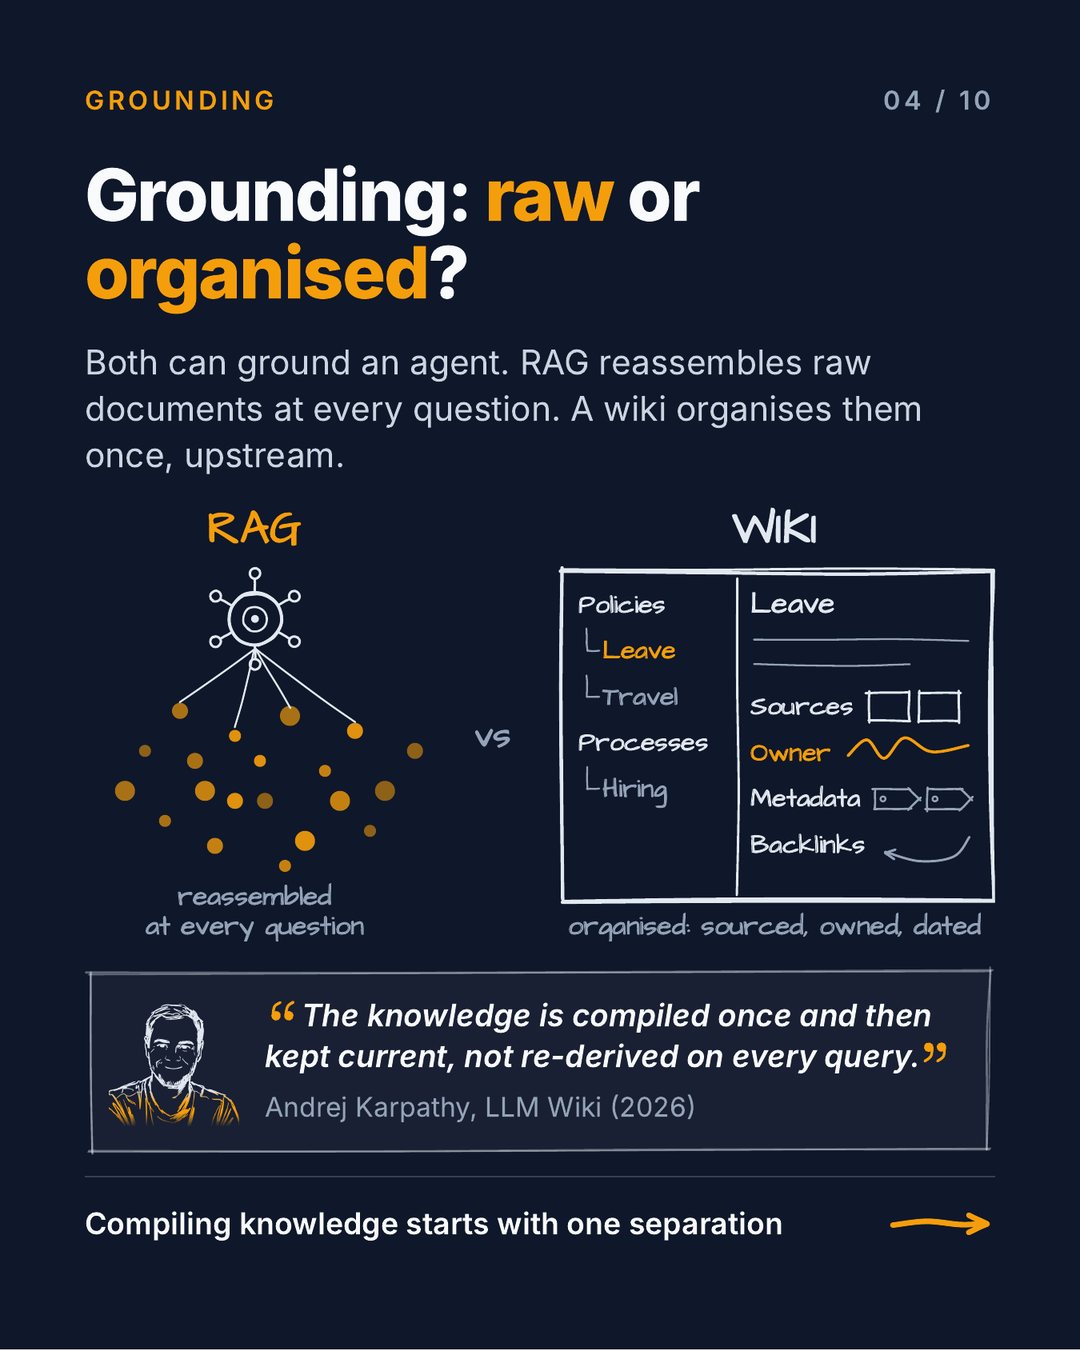 GROUNDING
04 / 10
Grounding: raw or
organised?
Both can ground an agent. RAG reassembles raw
documents at every question. A wiki organises them
once, upstream.
RAG
reassembled
at every question
vs
WIKI
Policies
Leave
Travel
Processes
Hiring
Leave
Sources
Owner
Metadata
Backlinks
organised: sourced, owned, dated
“The knowledge is compiled once and then
kept current, not re-derived on every query.”
Andrej Karpathy, LLM Wiki (2026)
Compiling knowledge starts with one separation